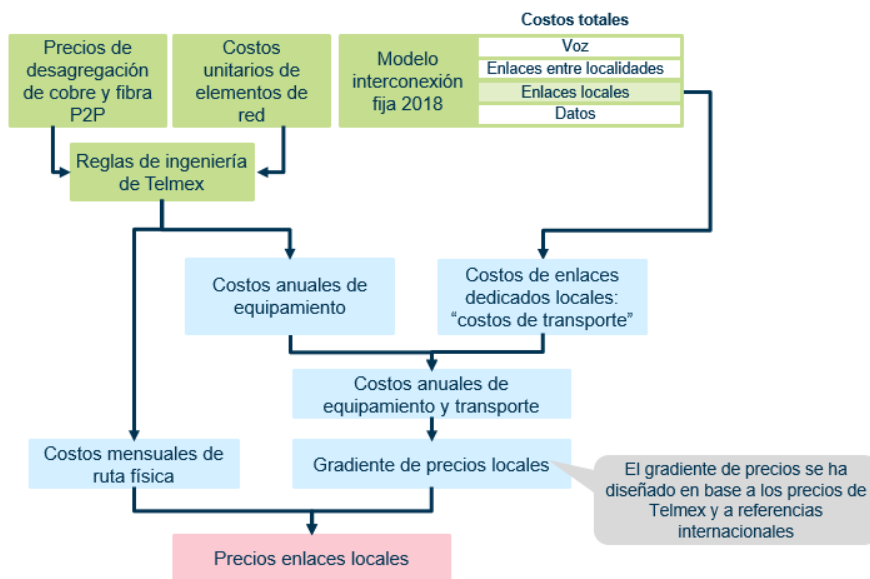 Costos totales
Precios de
desagregación
de cobre y fibra
P2P
Costos
unitarios de
elementos de
red
Modelo
interconexión
fija 2018
Voz
Enlaces entre localidades
Enlaces locales
Datos
Reglas de ingeniería
de Telmex
Costos anuales de
equipamiento
Costos de enlaces
dedicados locales:
“costos de transporte”
Costos anuales de
equipamiento y transporte
Costos mensuales de
ruta física
Gradiente de precios locales
El gradiente de precios se ha
diseñado en base a los precios de
Telmex y a referencias
internacionales
Precios enlaces locales